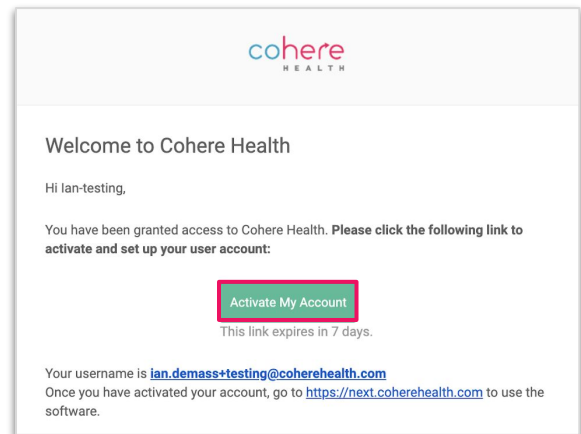 cohere
HEALTH
Welcome to Cohere Health
Hi Ian-testing,
You have been granted access to Cohere Health. Please click the following link to
activate and set up your user account:
Activate My Account
This link expires in 7 days.
Your username is ian.demass+testing@coherehealth.com
Once you have activated your account, go to https://next.coherehealth.com to use the
software.